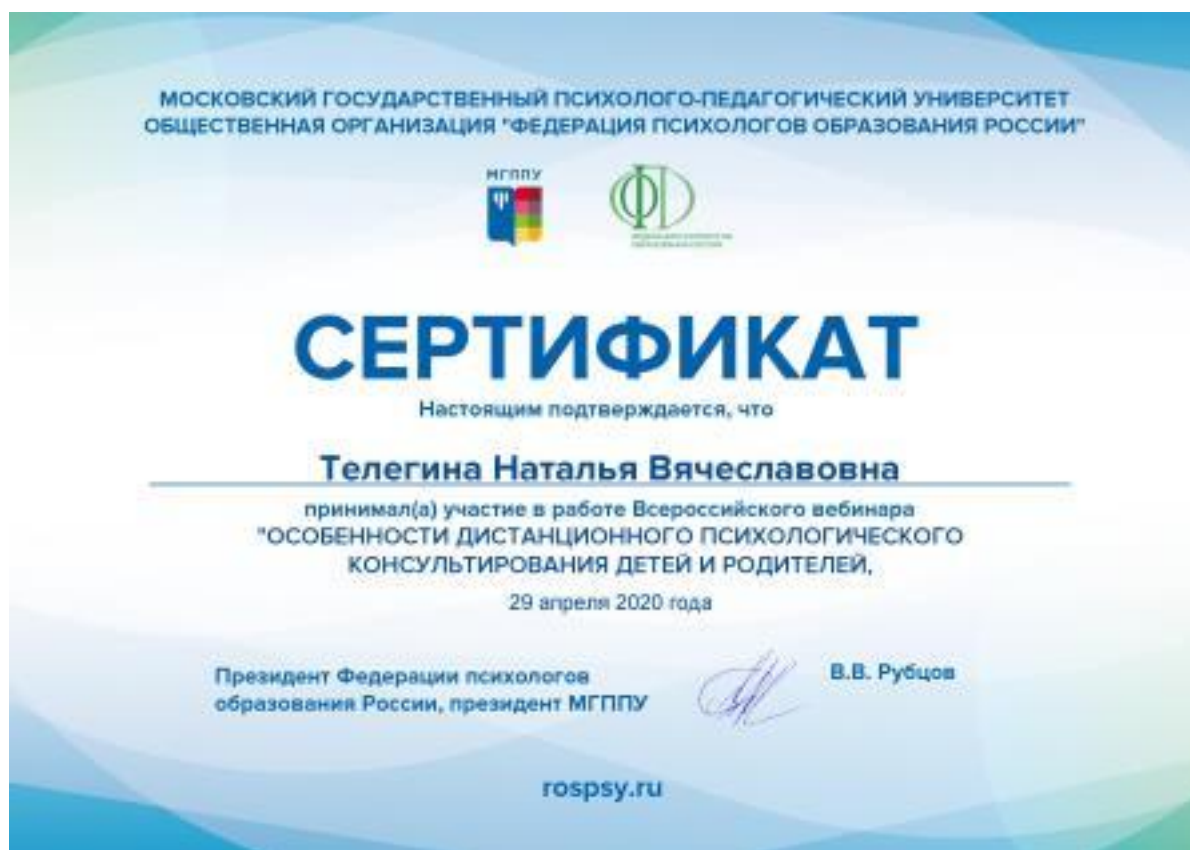 МОСКОВСКИЙ ГОСУДАРСТВЕННЫЙ ПСИХОЛОГО-ПЕДАГОГИЧЕСКИЙ УНИВЕРСИТЕТ
ОБЩЕСТВЕННАЯ ОРГАНИЗАЦИЯ "ФЕДЕРАЦИЯ ПСИХОЛОГОВ ОБРАЗОВАНИЯ РОССИИ"
МГППУ
СЕРТИФИКАТ
Настоящим подтверждается, что
Телегина Наталья Вячеславовна
принимал(а) участие в работе Всероссийского вебинара
"ОСОБЕННОСТИ ДИСТАНЦИОННОГО ПСИХОЛОГИЧЕСКОГО
КОНСУЛЬТИРОВАНИЯ ДЕТЕЙ И РОДИТЕЛЕЙ,
29 апреля 2020 года
Президент Федерации психологов
образования России, президент МГППУ
В.В. Рубцов
rospsy.ru